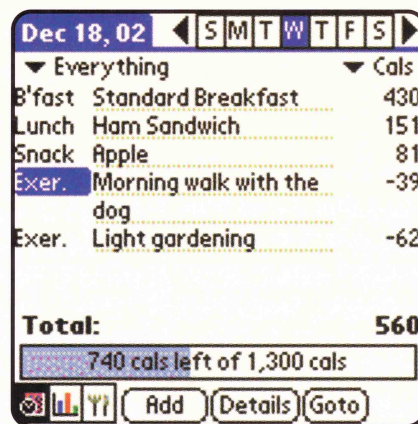 Dec 18, 02 S M T W T F S
Everything Cals
B'fast Standard Breakfast 430
Lunch Ham Sandwich 151
Snack Apple 81
Exer. Morning walk with the -39
dog
Exer. Light gardening -62
Total: 560
740 cals left of 1,300 cals
Add Details Goto